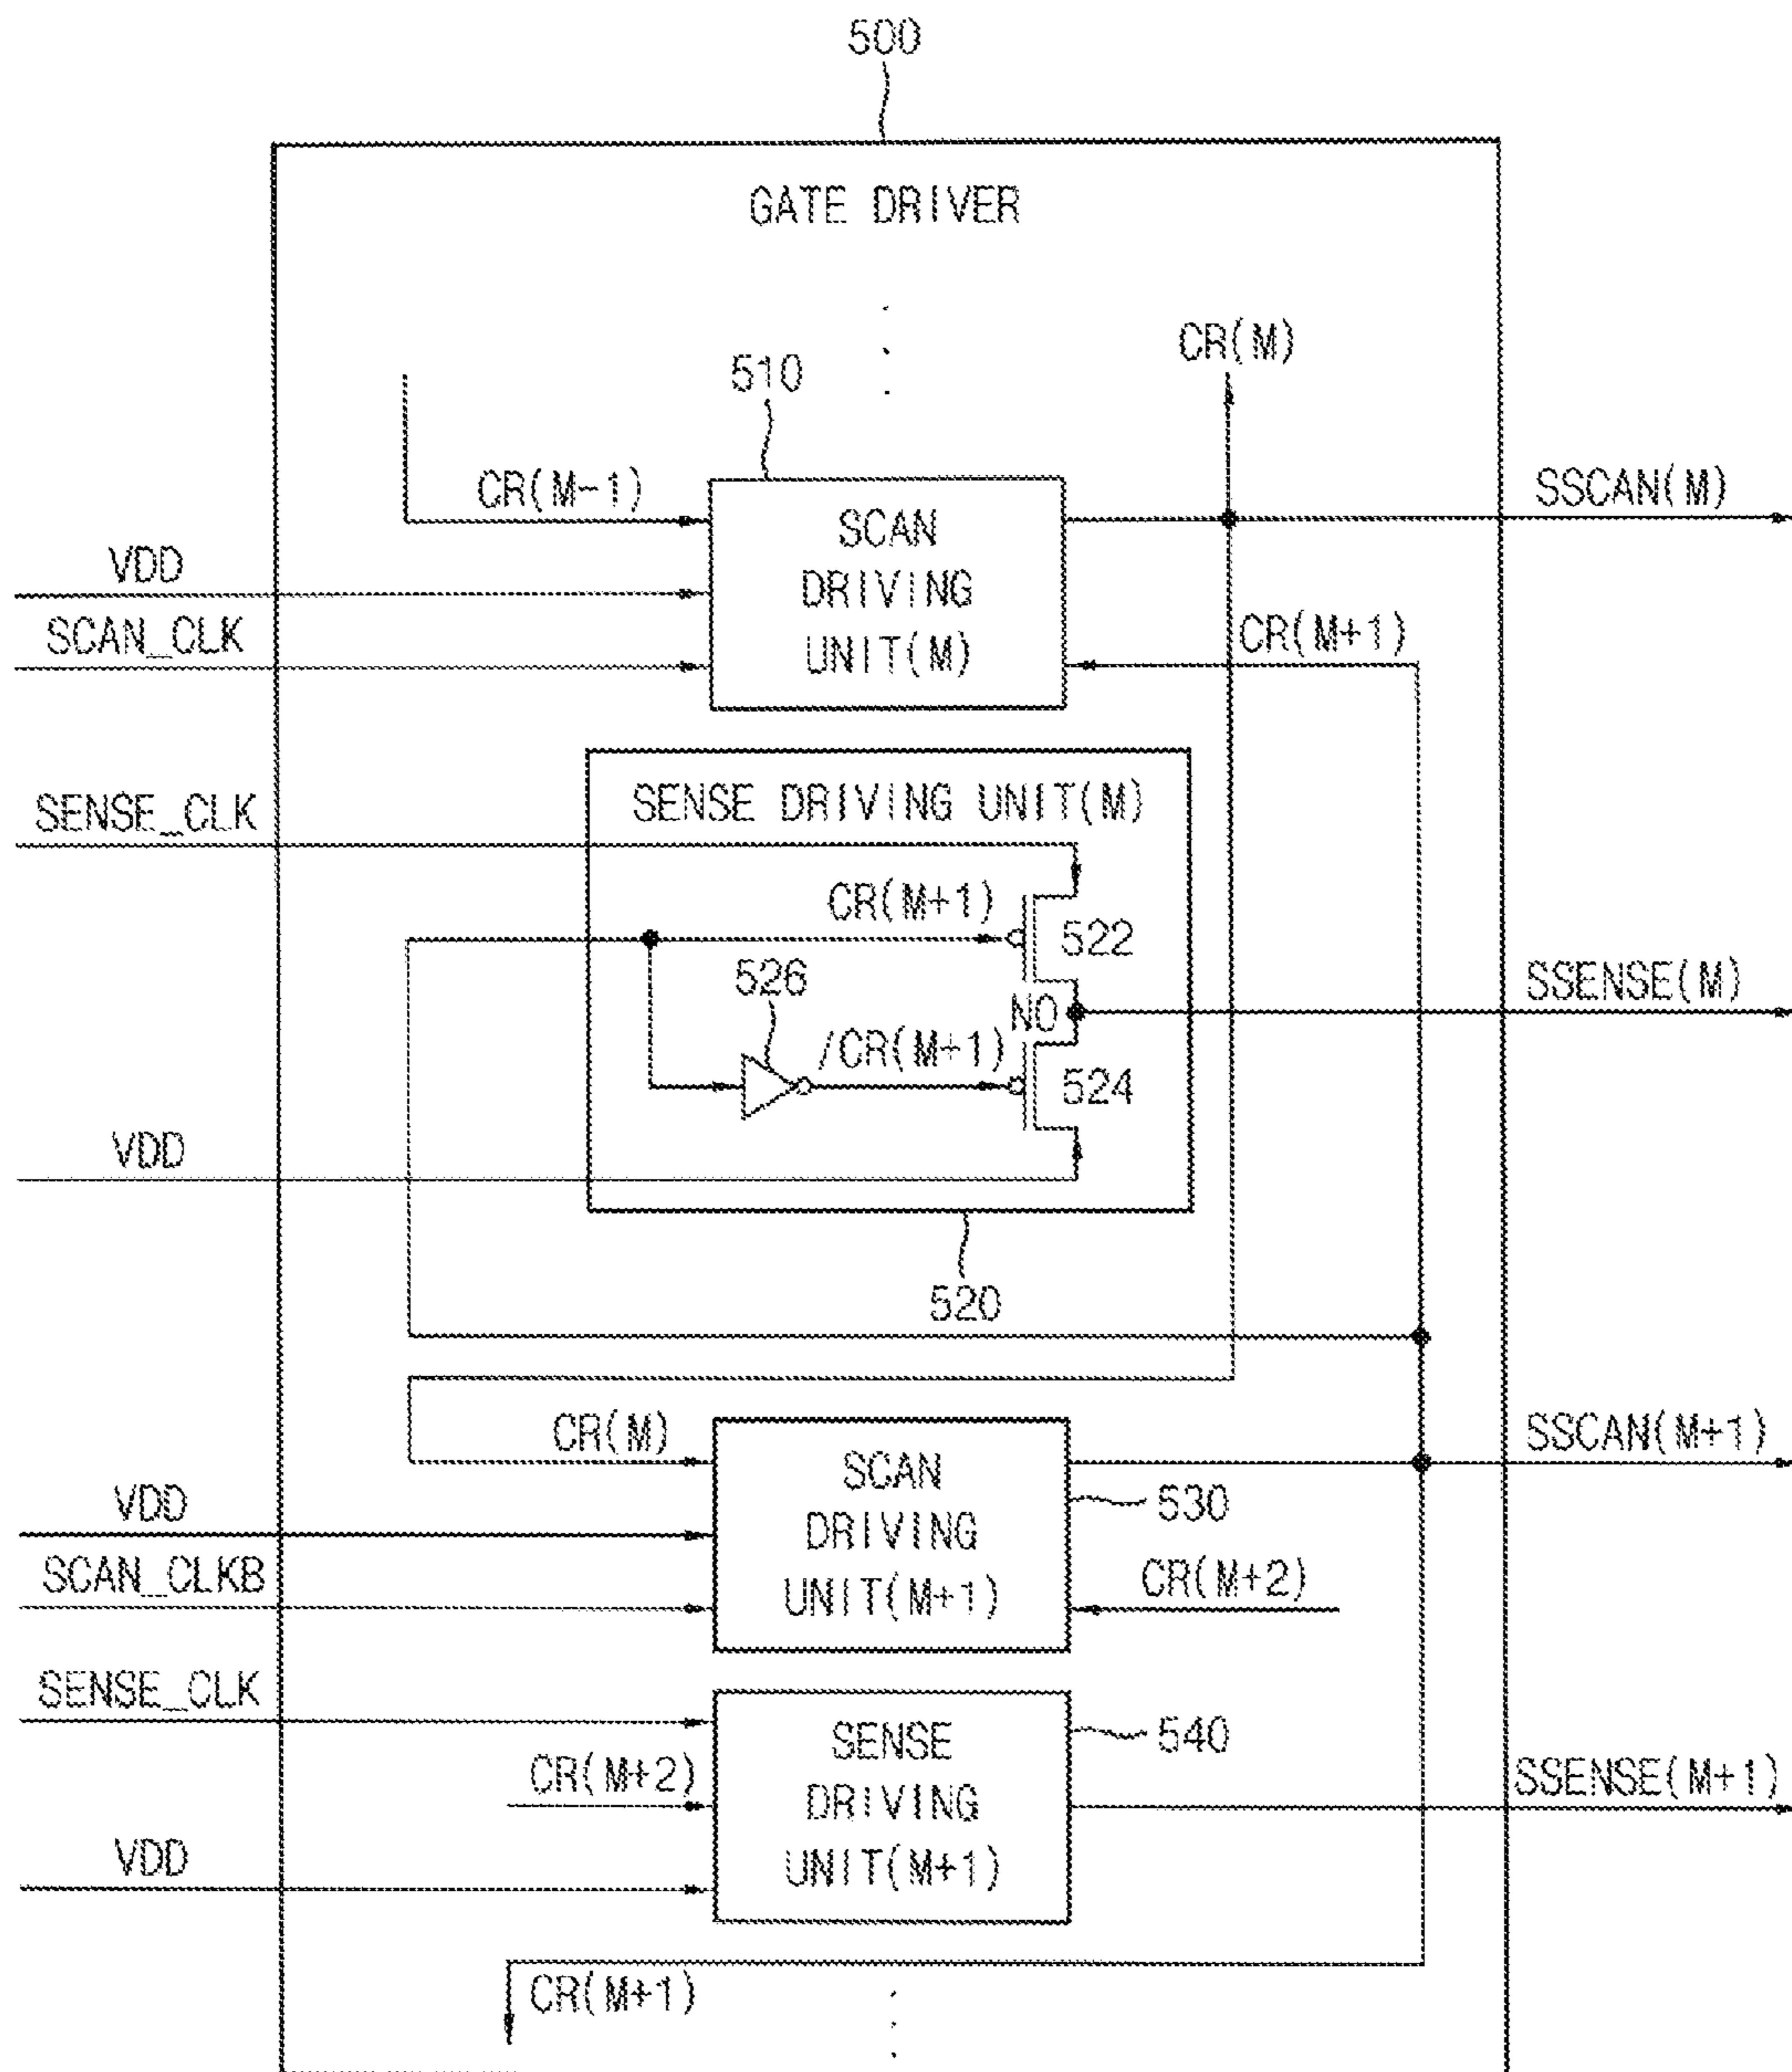 500
GATE DRIVER
CR(M)
510
CR(M-1)
SSCAN(M)
SCAN
DRIVING
UNIT(M)
VDD
SCAN_CLK
CR(M+1)
SENSE_CLK
SENSE DRIVING UNIT(M)
CR(M+1)
522
526
SSENSE(M)
NO
/CR(M+1)
524
VDD
520
CR(M)
SSCAN(M+1)
SCAN
DRIVING
UNIT(M+1)
530
VDD
SCAN_CLKB
CR(M+2)
SENSE_CLK
SENSE
DRIVING
UNIT(M+1)
540
CR(M+2)
SSENSE(M+1)
VDD
CR(M+1)